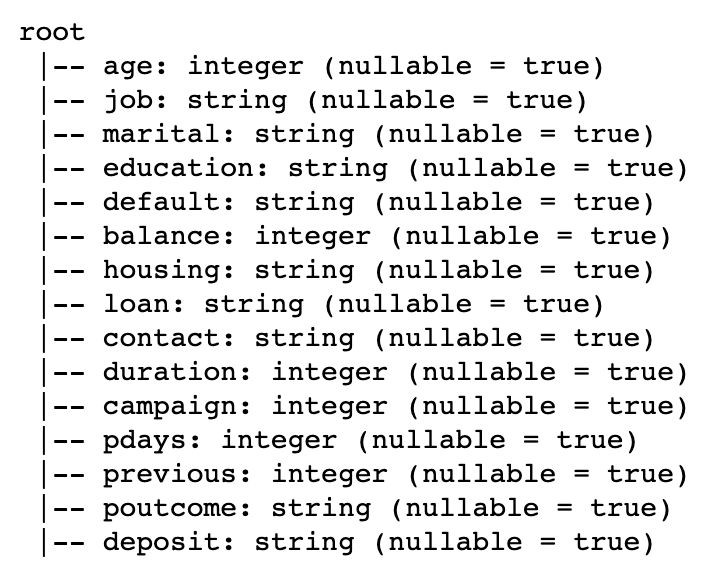 root
 |-- age: integer (nullable = true)
 |-- job: string (nullable = true)
 |-- marital: string (nullable = true)
 |-- education: string (nullable = true)
 |-- default: string (nullable = true)
 |-- balance: integer (nullable = true)
 |-- housing: string (nullable = true)
 |-- loan: string (nullable = true)
 |-- contact: string (nullable = true)
 |-- duration: integer (nullable = true)
 |-- campaign: integer (nullable = true)
 |-- pdays: integer (nullable = true)
 |-- previous: integer (nullable = true)
 |-- poutcome: string (nullable = true)
 |-- deposit: string (nullable = true)